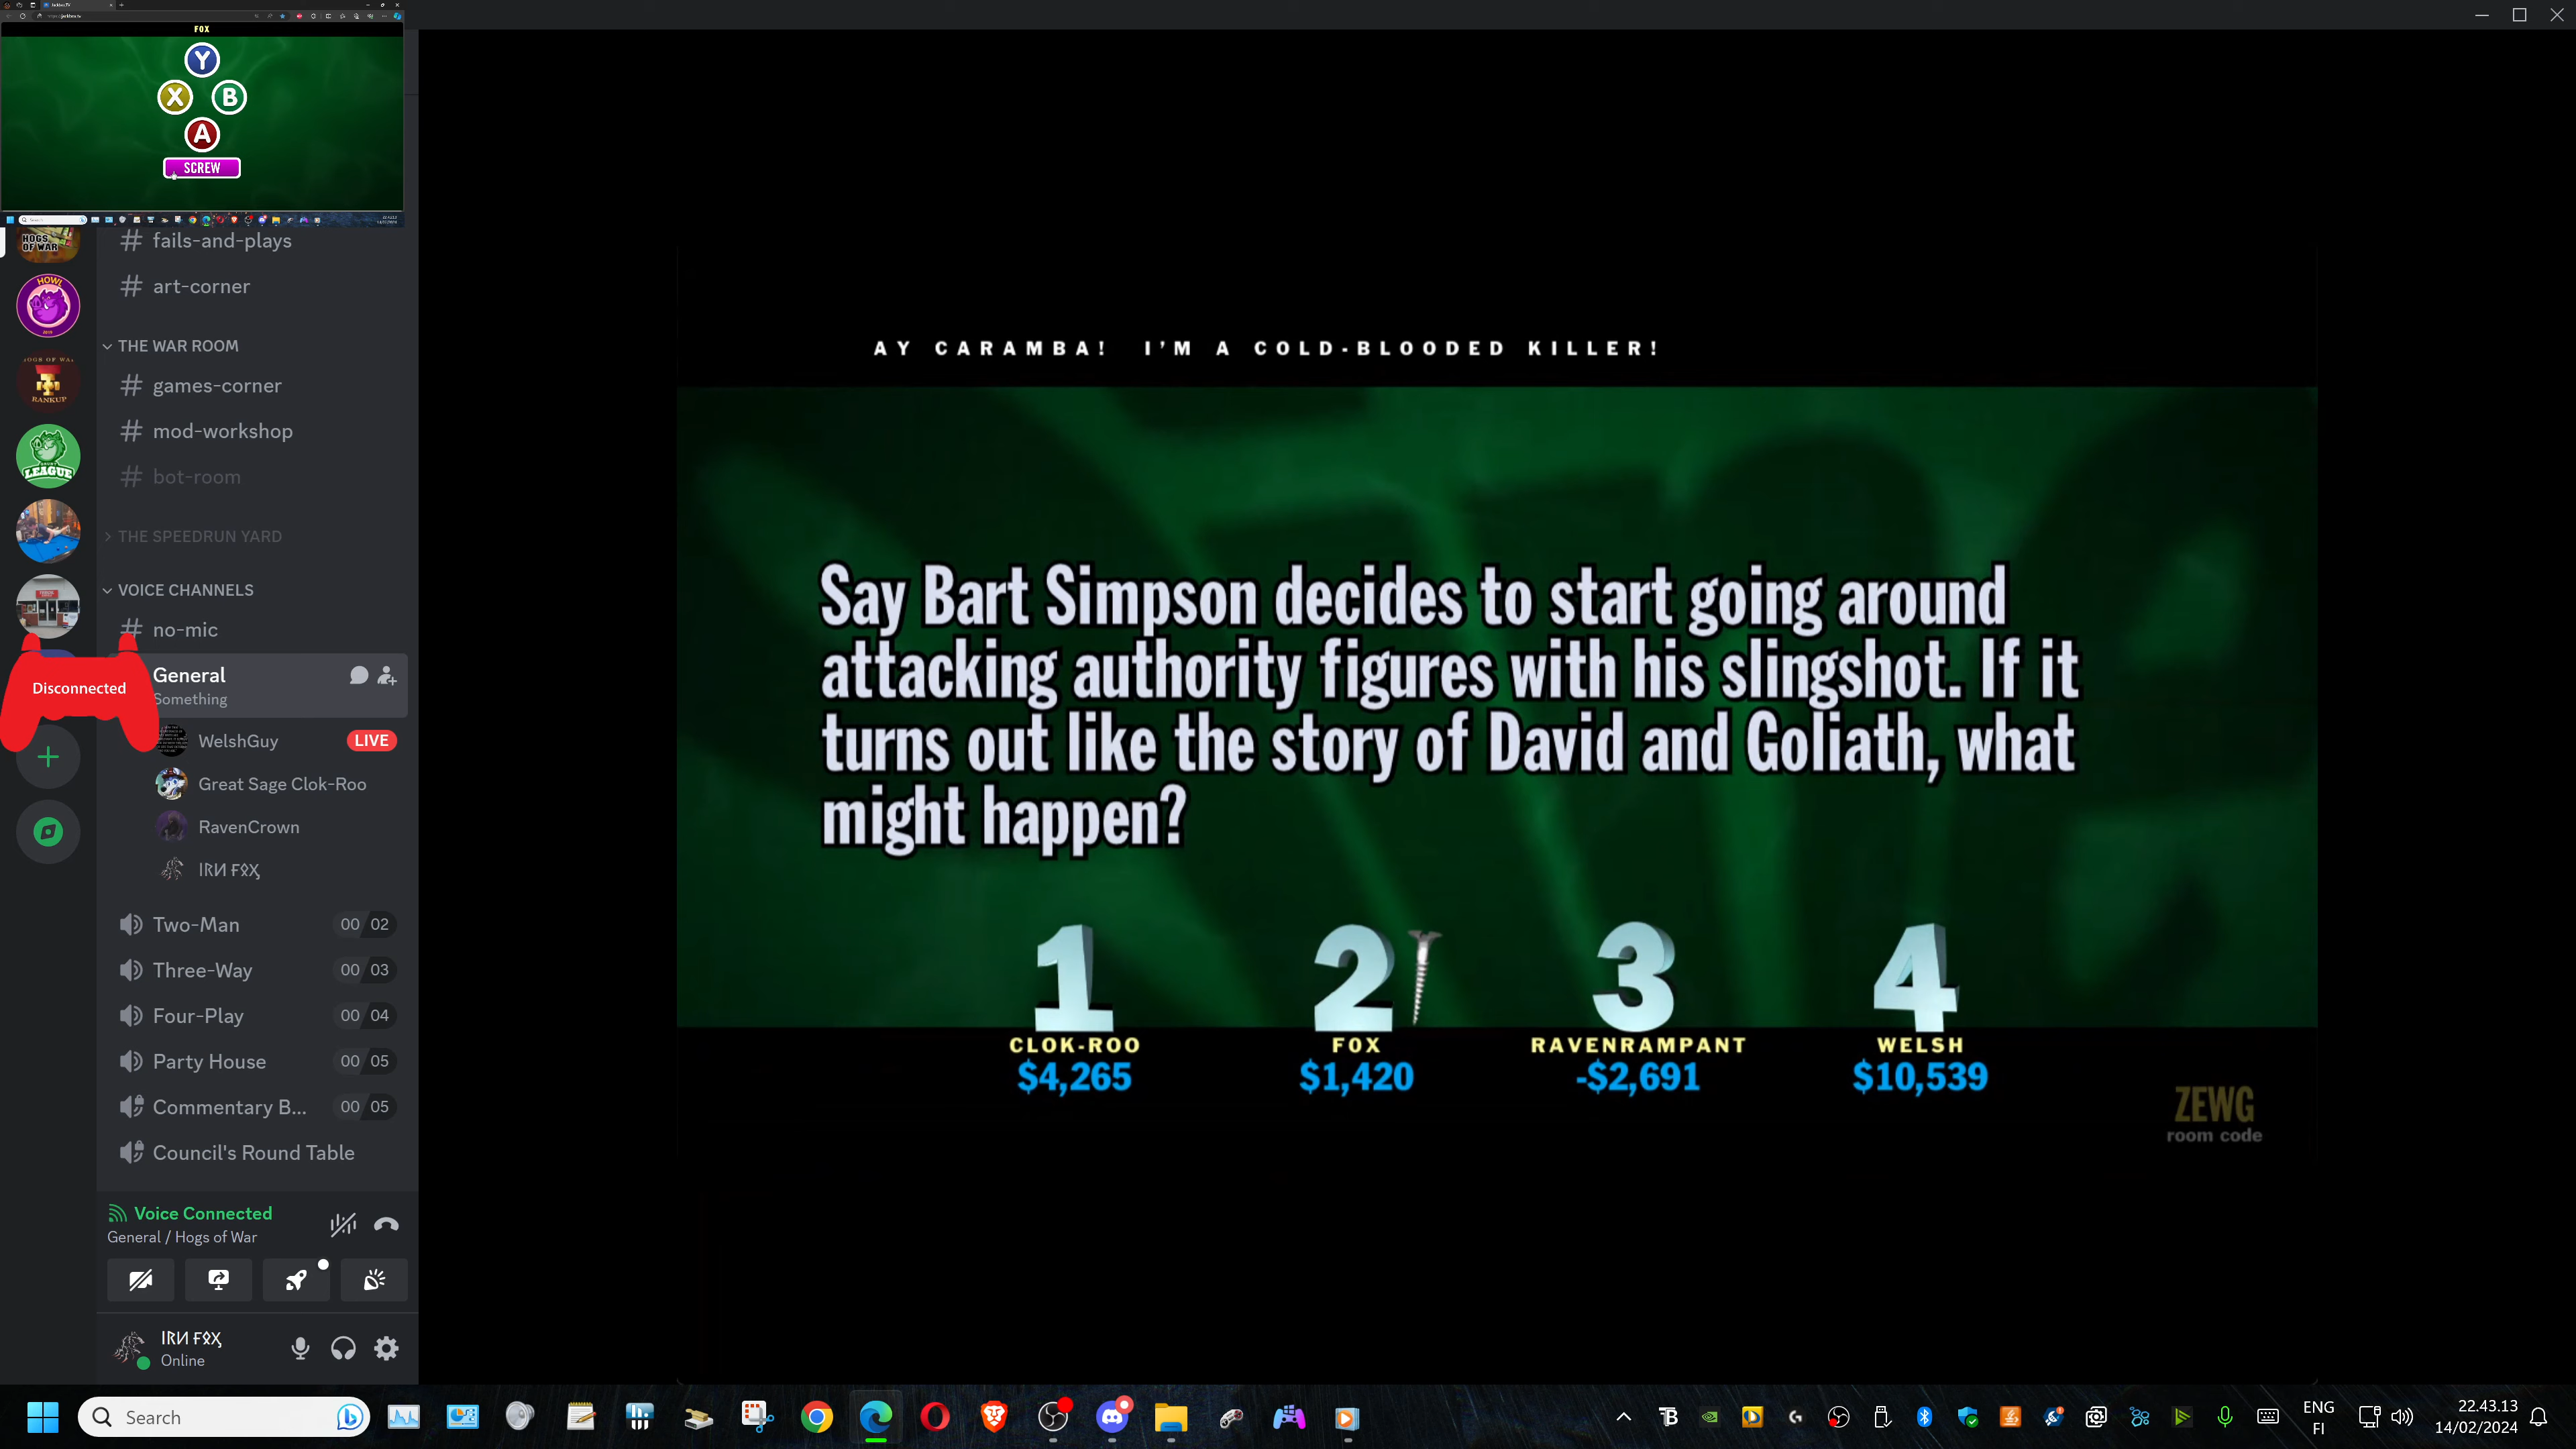 FOX
Y
X B
A
SCREW
fails-and-plays
art-corner
THE WAR ROOM
games-corner
mod-workshop
bot-room
THE SPEEDRUN YARD
VOICE CHANNELS
no-mic
General
Something
Disconnected
WelshGuy LIVE
Great Sage Clok-Roo
RavenCrown
Two-Man 00 02
Three-Way 00 03
Four-Play 00 04
Party House 00 05
Commentary B... 00 05
Council's Round Table
Voice Connected
General / Hogs of War
Online
HOGS OF WAR
HOWL
RANKUP
LEAGUE
AY CARAMBA! I'M A COLD-BLOODED KILLER!
Say Bart Simpson decides to start going around
attacking authority figures with his slingshot. If it
turns out like the story of David and Goliath, what
might happen?
1 2 3 4
CLOK-ROO FOX RAVENRAMPANT WELSH
$4,265 $1,420 -$2,691 $10,539
ZEWG
room code
Search
ENG
FI
22.43.13
14/02/2024